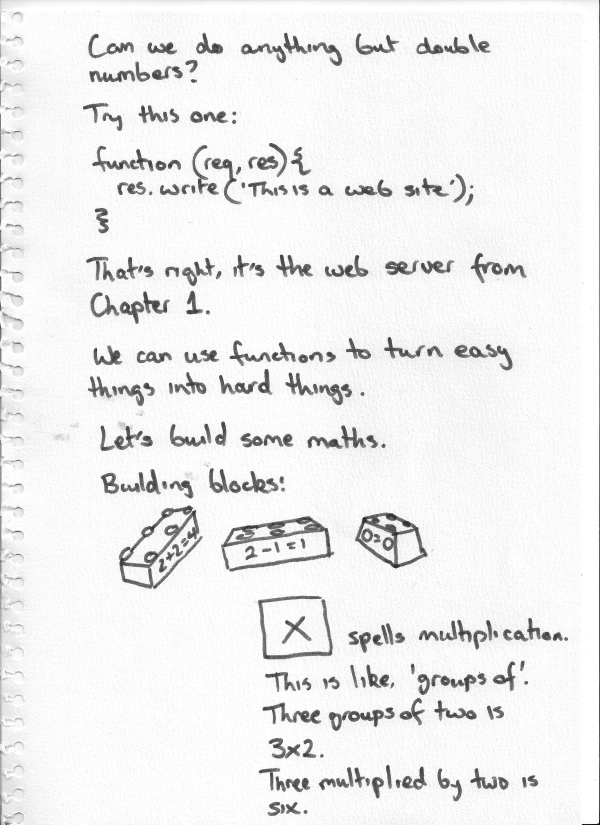 Can we do anything but double
numbers?
Try this one:
function (req, res) {
res.write('This is a web site');
}
That's right, it's the web server from
Chapter 1.
We can use functions to turn easy
things into hard things.
Let's build some maths.
Building blocks!
2+2=4
2-1=1
0=0
X
spells multiplication.
This is like, 'groups of'.
Three groups of two is
3x2.
Three multiplied by two is
six.